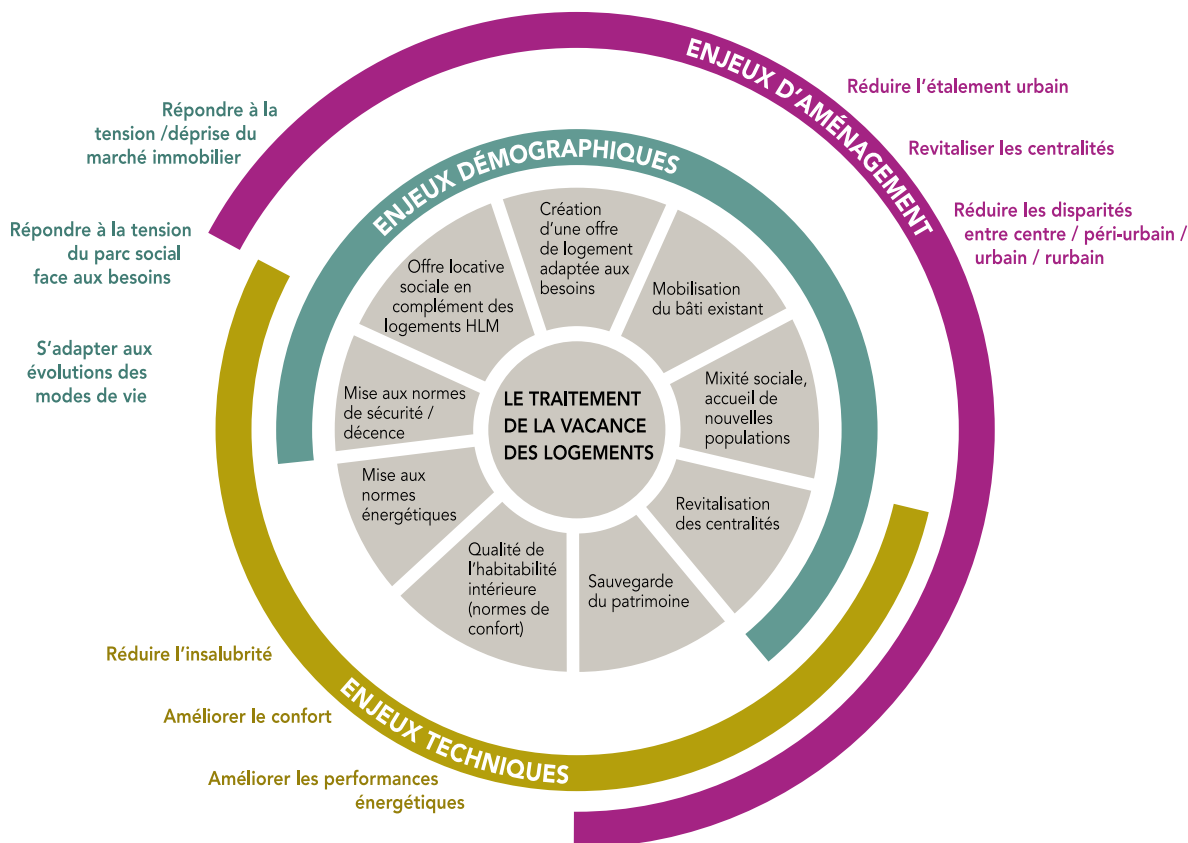 ENJEUX D’AMÉNAGEMENT
Réduire l’étalement urbain
Revitaliser les centralités
Réduire les disparités
entre centre / péri-urbain /
urbain / rurbain
ENJEUX DÉMOGRAPHIQUES
Répondre à la
tension /déprise du
marché immobilier
Répondre à la tension
du parc social
face aux besoins
S’adapter aux
évolutions des
modes de vie
Création
d’une offre
de logement
adaptée aux
besoins
Mobilisation
du bâti existant
Mixité sociale,
accueil de
nouvelles
populations
Revitalisation
des centralités
Sauvegarde
du patrimoine
Qualité de
l’habitabilité
intérieure
(normes de
confort)
Mise aux
normes
énergétiques
Mise aux normes
de sécurité /
décence
Offre locative
sociale en
complément des
logements HLM
LE TRAITEMENT
DE LA VACANCE
DES LOGEMENTS
ENJEUX TECHNIQUES
Réduire l’insalubrité
Améliorer le confort
Améliorer les performances
énergétiques